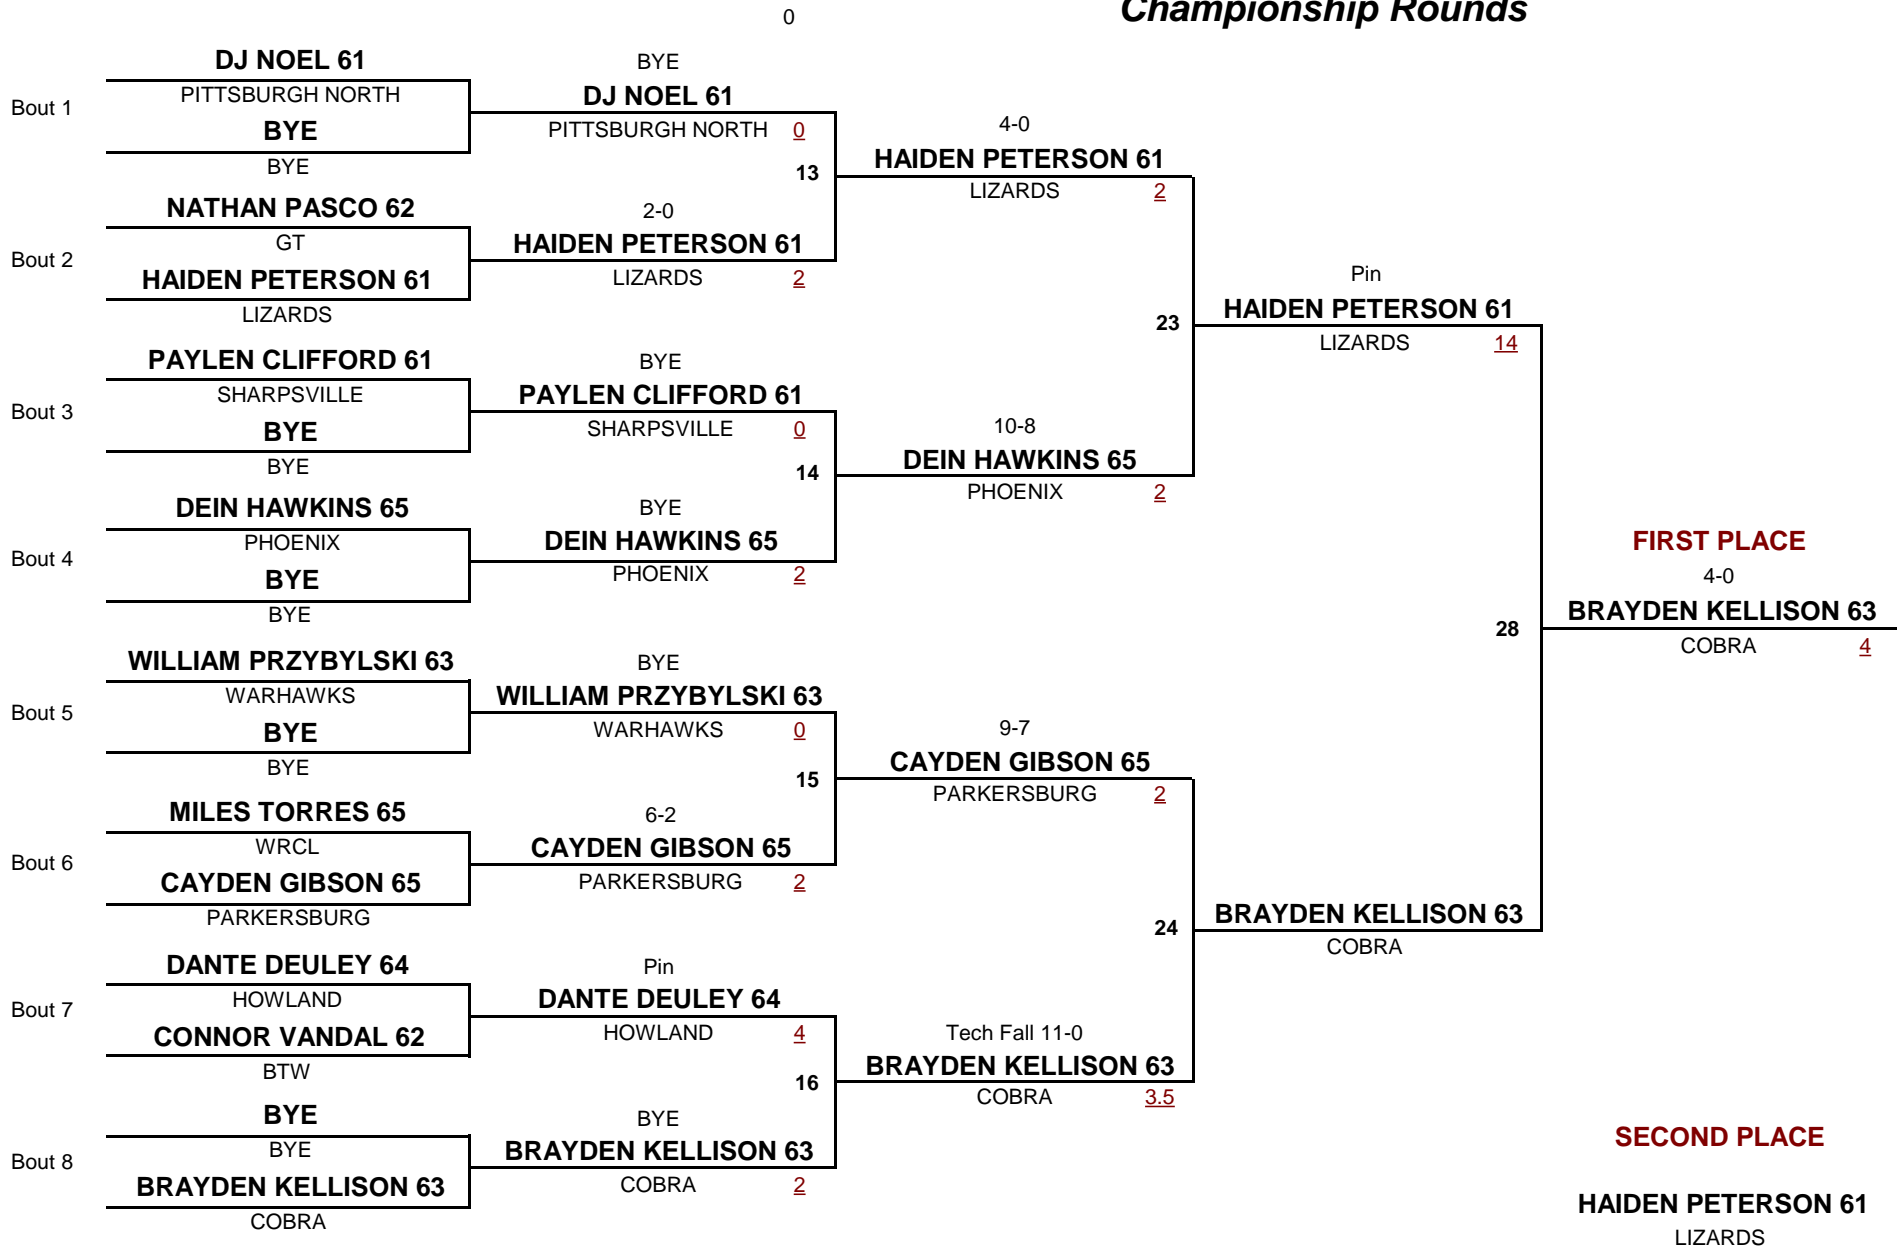 Championship Rounds
0
DJ NOEL 61
PITTSBURGH NORTH
Bout 1
BYE
BYE
NATHAN PASCO 62
GT
Bout 2
HAIDEN PETERSON 61
LIZARDS
PAYLEN CLIFFORD 61
SHARPSVILLE
Bout 3
BYE
BYE
DEIN HAWKINS 65
PHOENIX
Bout 4
BYE
BYE
WILLIAM PRZYBYLSKI 63
WARHAWKS
Bout 5
BYE
BYE
MILES TORRES 65
WRCL
Bout 6
CAYDEN GIBSON 65
PARKERSBURG
DANTE DEULEY 64
HOWLAND
Bout 7
CONNOR VANDAL 62
BTW
BYE
BYE
Bout 8
BRAYDEN KELLISON 63
COBRA
BYE
DJ NOEL 61
PITTSBURGH NORTH 0
13
2-0
HAIDEN PETERSON 61
LIZARDS 2
BYE
PAYLEN CLIFFORD 61
SHARPSVILLE 0
14
BYE
DEIN HAWKINS 65
PHOENIX 2
BYE
WILLIAM PRZYBYLSKI 63
WARHAWKS 0
15
6-2
CAYDEN GIBSON 65
PARKERSBURG 2
Pin
DANTE DEULEY 64
HOWLAND 4
16
BYE
BRAYDEN KELLISON 63
COBRA 2
4-0
HAIDEN PETERSON 61
LIZARDS 2
23
10-8
DEIN HAWKINS 65
PHOENIX 2
9-7
CAYDEN GIBSON 65
PARKERSBURG 2
24
Tech Fall 11-0
BRAYDEN KELLISON 63
COBRA 3.5
Pin
HAIDEN PETERSON 61
LIZARDS 14
28
BRAYDEN KELLISON 63
COBRA
FIRST PLACE
4-0
BRAYDEN KELLISON 63
COBRA 4
SECOND PLACE
HAIDEN PETERSON 61
LIZARDS